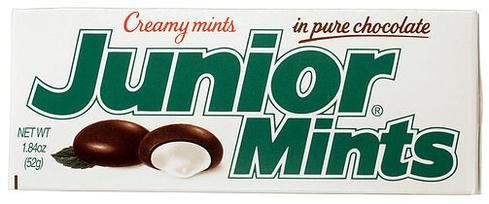 Creamy mints in pure chocolate
Junior®
Mints
NET WT
1.84oz
(52g)